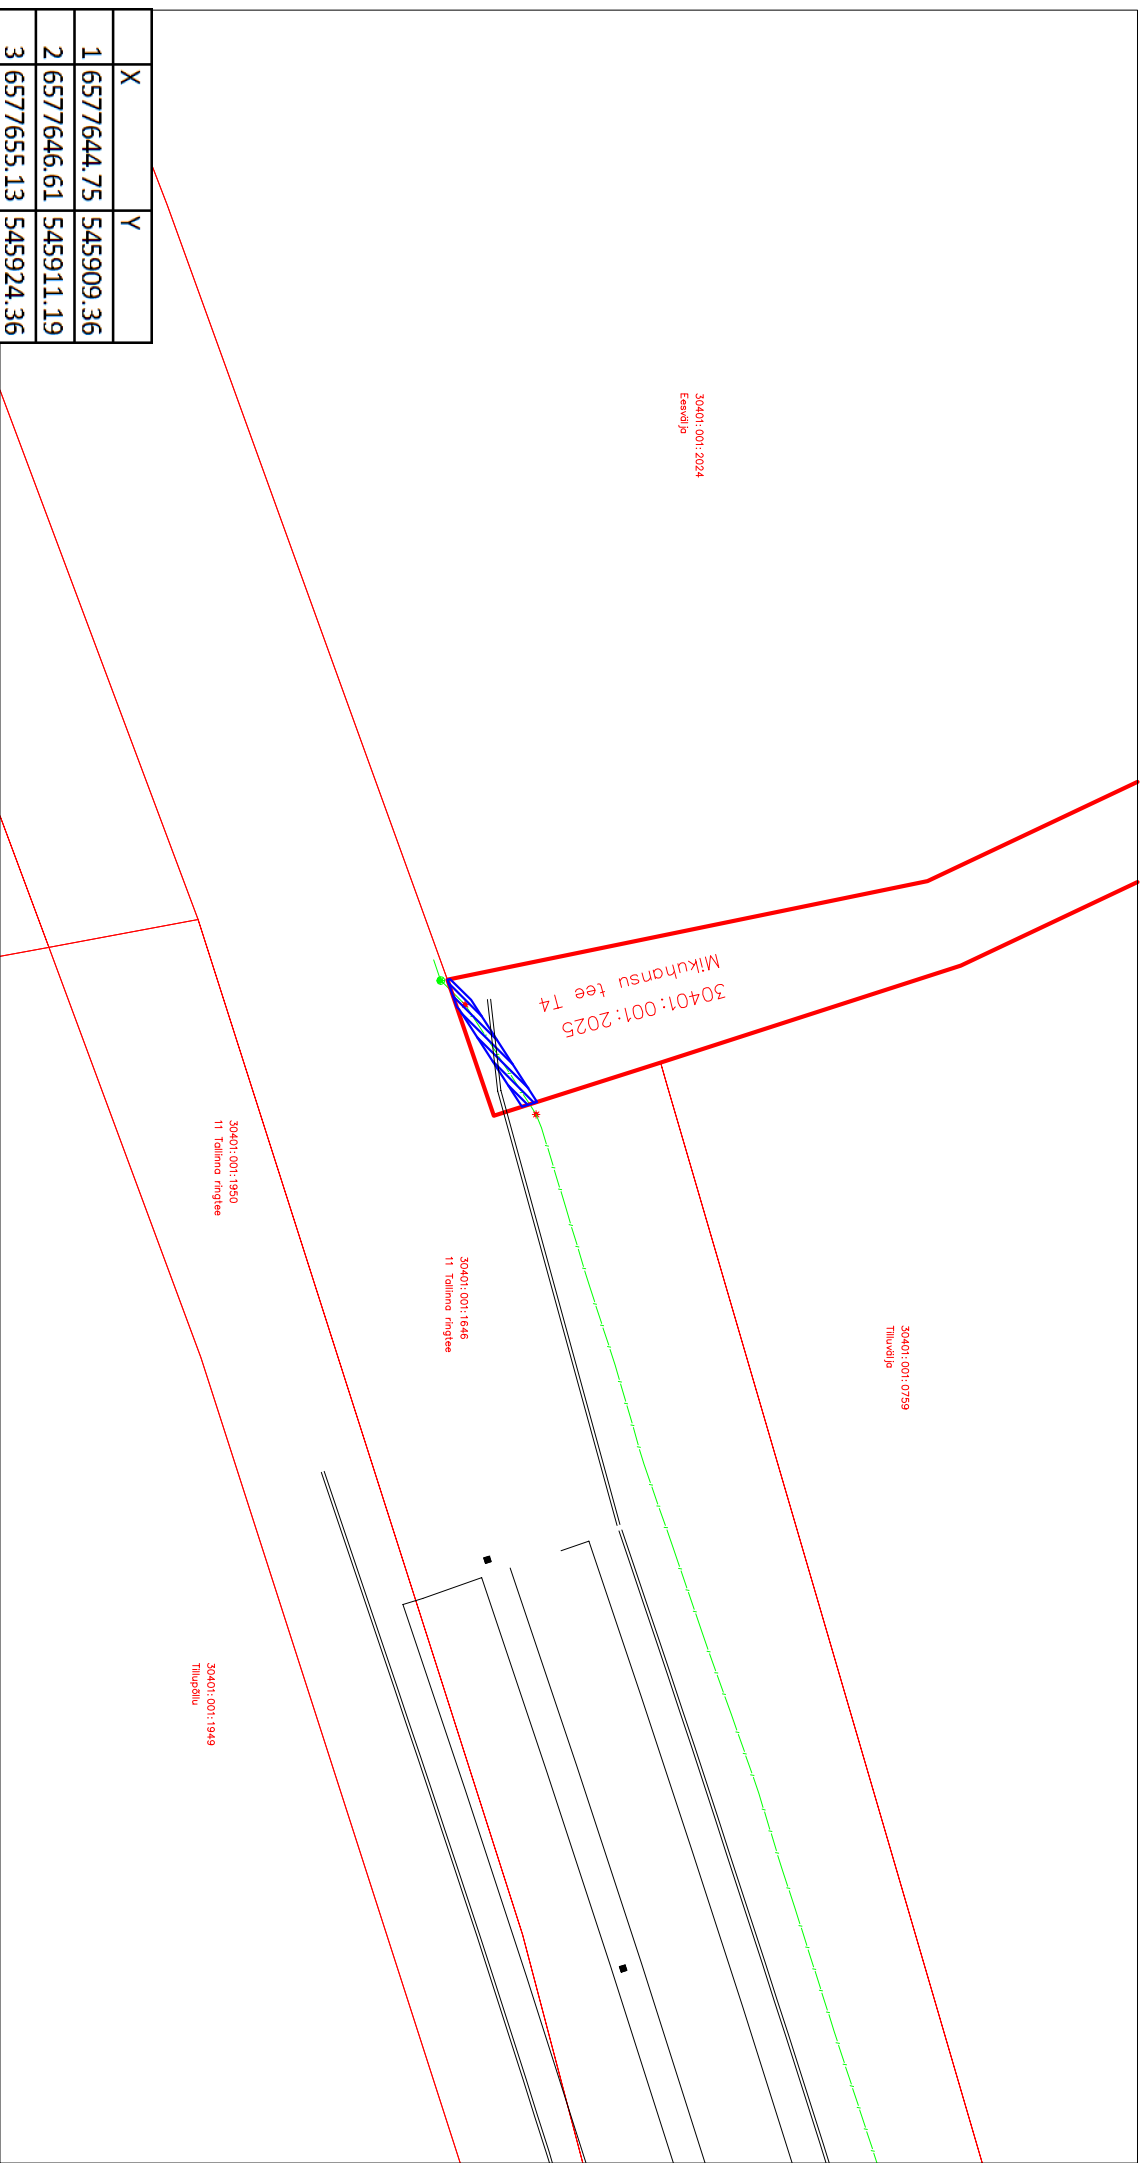 30401:001:2024
Eesvälja
Mikuhansu tee T4
30401:001:2025
30401:001:0759
Tilluvälja
30401:001:1646
11 Tallinna ringtee
30401:001:1950
11 Tallinna ringtee
30401:001:1949
Tillupõllu
X Y
1 6577644.75 545909.36
2 6577646.61 545911.19
3 6577655.13 545924.36